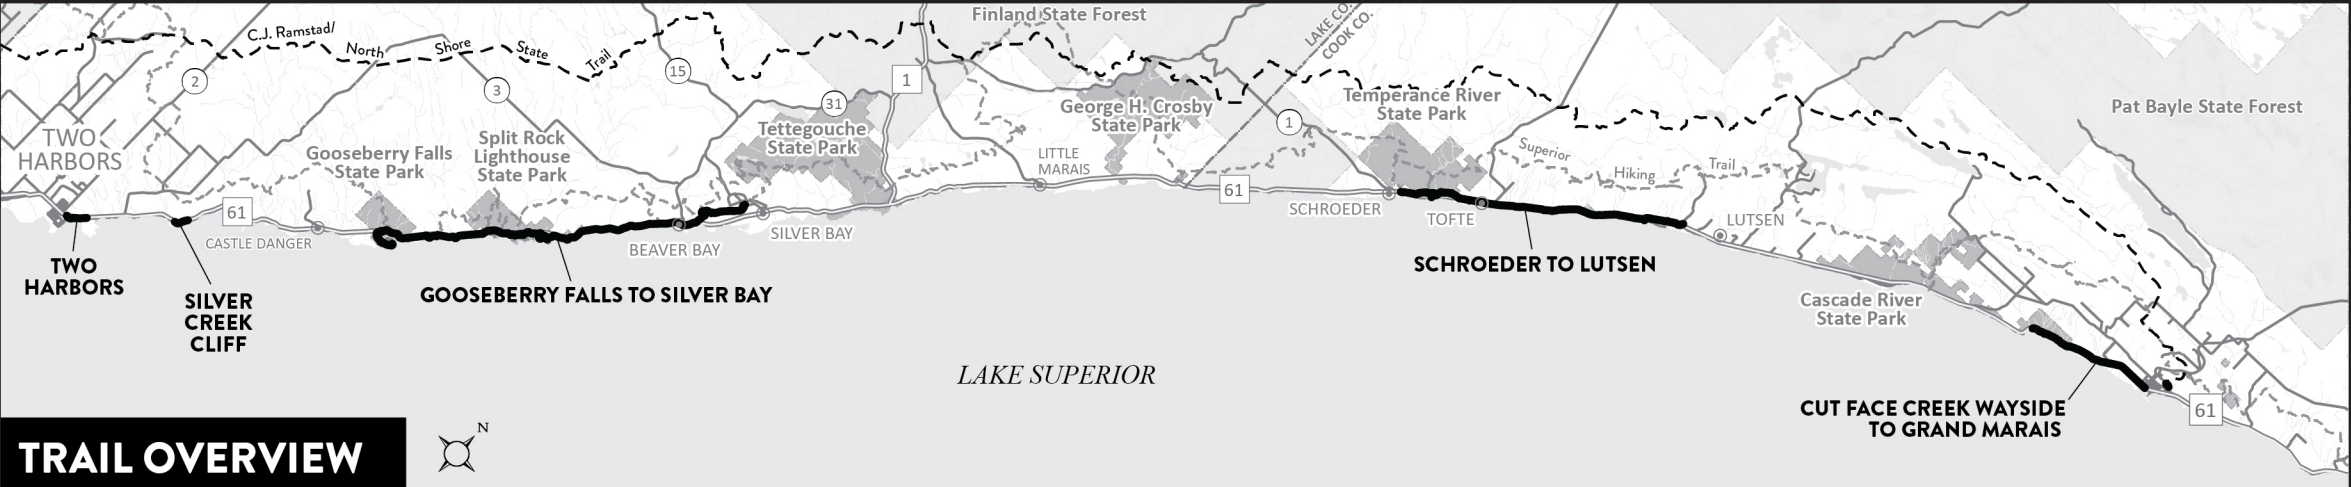 Finland State Forest
LAKE CO.
COOK CO.
C.J. Ramstad/
North
Shore
State
Trail
2
3
15
31
1
1
TWO
HARBORS
Gooseberry Falls
State Park
Split Rock
Lighthouse
State Park
Tettegouche
State Park
George H. Crosby
State Park
Temperance River
State Park
Pat Bayle State Forest
LITTLE
MARAIS
Superior
Hiking
Trail
61
61
CASTLE DANGER
BEAVER BAY
SILVER BAY
SCHROEDER
TOFTE
LUTSEN
TWO
HARBORS
SILVER
CREEK
CLIFF
GOOSEBERRY FALLS TO SILVER BAY
SCHROEDER TO LUTSEN
Cascade River
State Park
LAKE SUPERIOR
CUT FACE CREEK WAYSIDE
TO GRAND MARAIS
61
TRAIL OVERVIEW
N